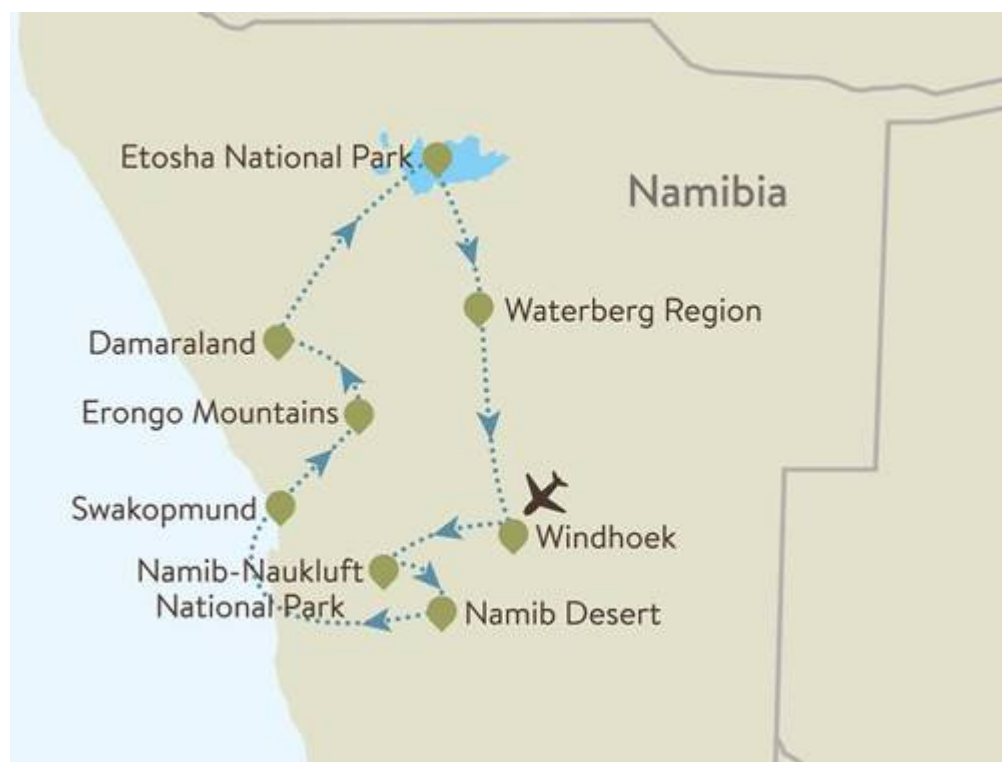 Etosha National Park
Namibia
Waterberg Region
Damaraland
Erongo Mountains
Swakopmund
Windhoek
Namib-Naukluft
National Park
Namib Desert